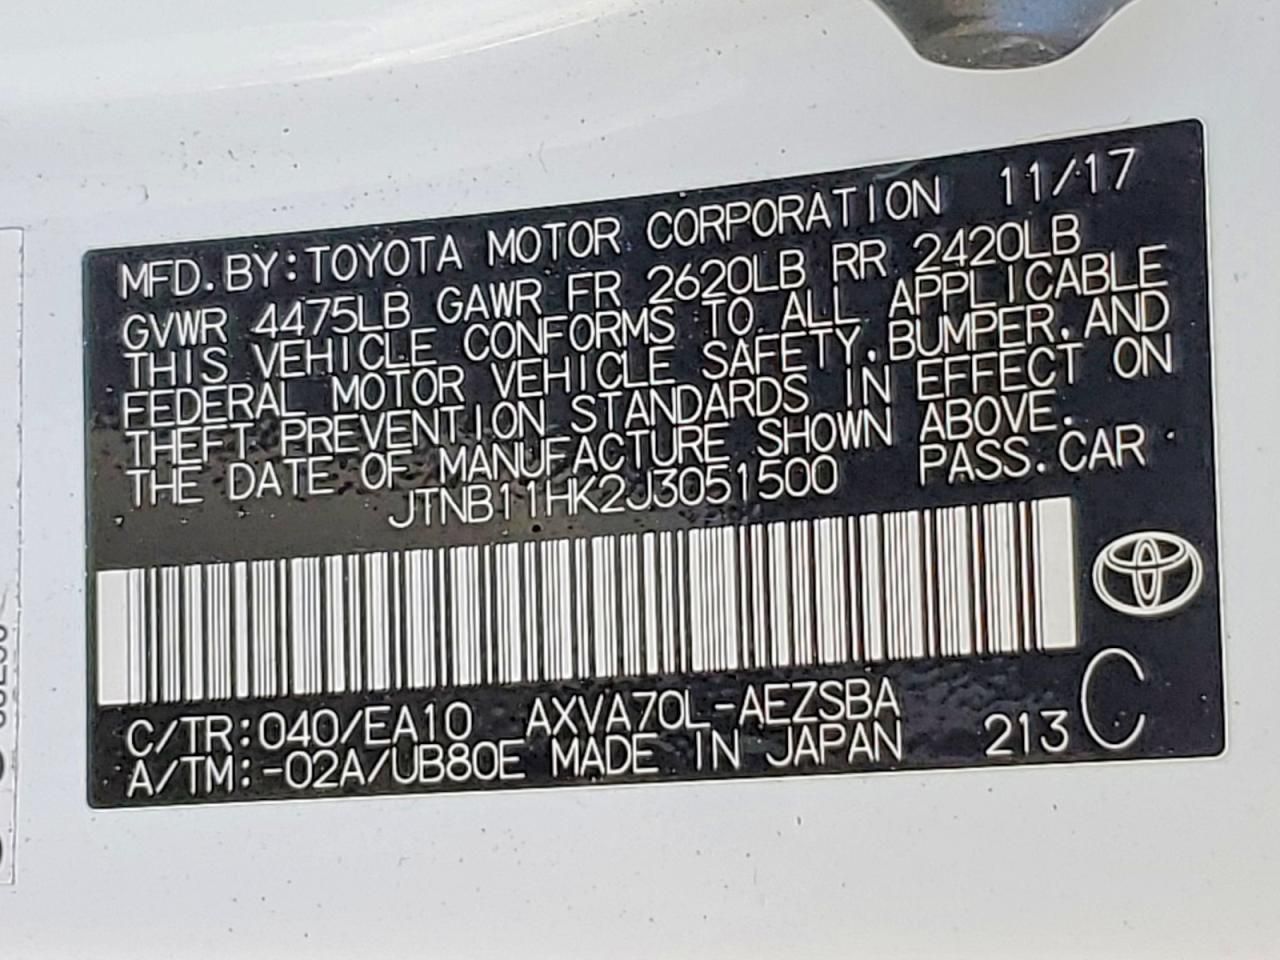 MFD. BY: TOYOTA MOTOR CORPORATION 11/17
GVWR 4475LB GAWR FR 2620LB RR 2420LB
THIS VEHICLE CONFORMS TO ALL APPLICABLE
FEDERAL MOTOR VEHICLE SAFETY, BUMPER, AND
THEFT PREVENTION STANDARDS IN EFFECT ON
THE DATE OF MANUFACTURE SHOWN ABOVE.
JTNB11HK2J3051500 PASS. CAR
C/TR: 040/EA10 AXVA70L-AEZSBA
A/TM: -02A/UB80E MADE IN JAPAN 213 C